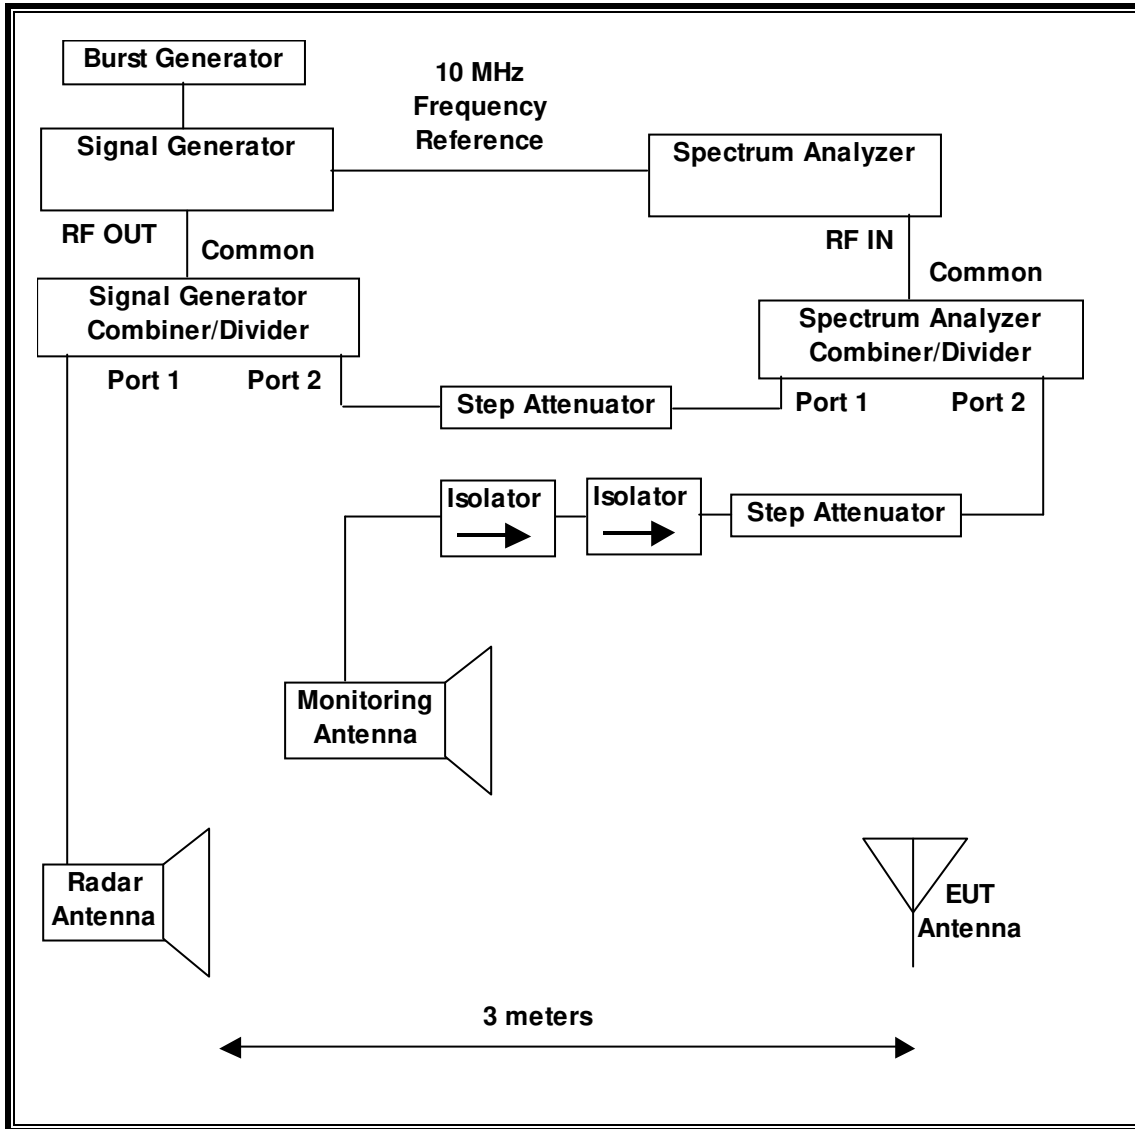 Burst Generator
10 MHz
Frequency
Reference
Signal Generator
Spectrum Analyzer
RF OUT
Common
RF IN
Common
Signal Generator
Combiner/Divider
Spectrum Analyzer
Combiner/Divider
Port 1
Port 2
Step Attenuator
Port 1
Port 2
Isolator
Isolator
Step Attenuator
Monitoring
Antenna
Radar
Antenna
EUT
Antenna
3 meters